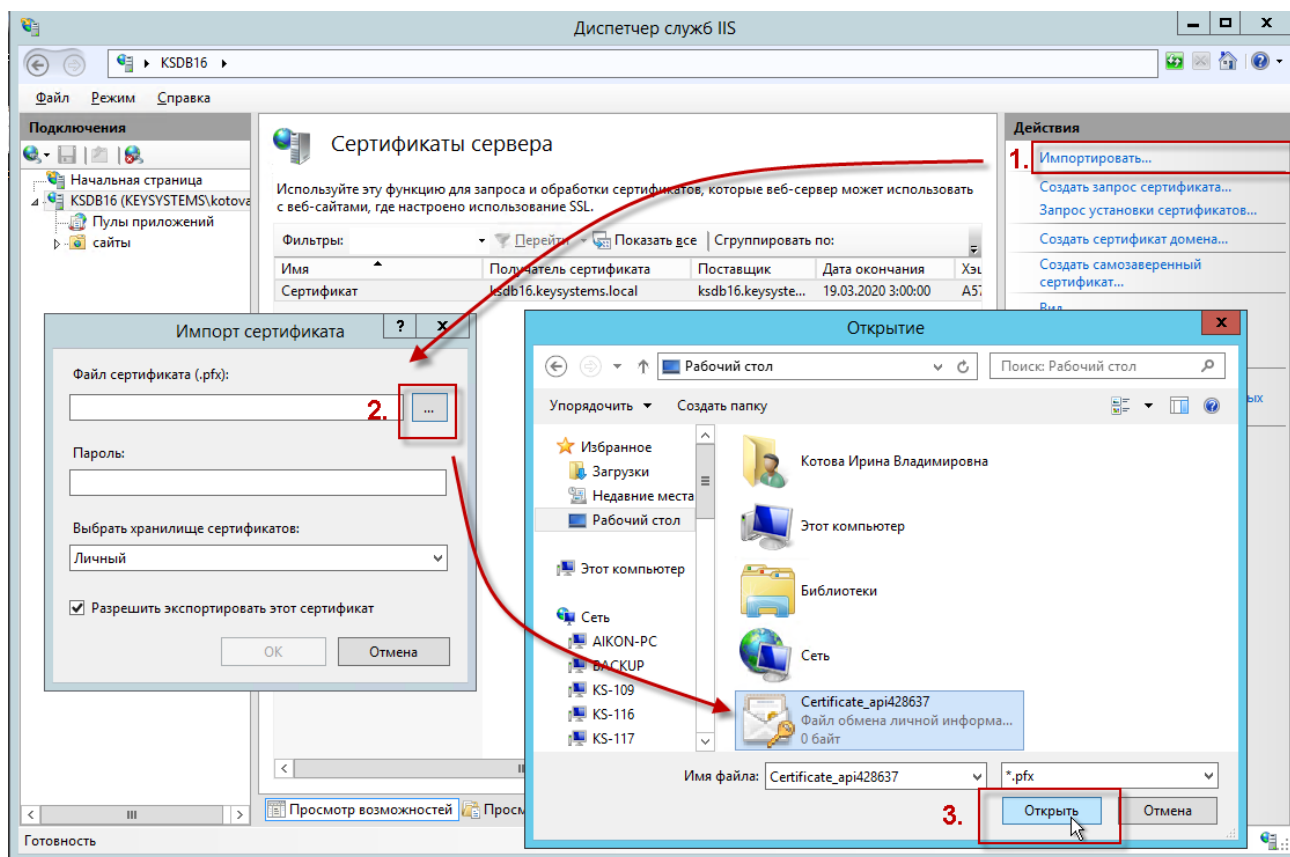 Диспетчер служб IIS
KSDB16
Файл Режим Справка
Подключения
Начальная страница
KSDB16 (KEYSYSTEMS\kotova
Пулы приложений
сайты
Сертификаты сервера
Используйте эту функцию для запроса и обработки сертификатов, которые веб-сервер может использовать
с веб-сайтами, где настроено использование SSL.
Фильтры: Перейти Показать все Сгруппировать по:
Имя Получатель сертификата Поставщик Дата окончания Хэш
Сертификат ksdb16.keysystems.local ksdb16.keysyste... 19.03.2020 3:00:00 A57
Действия
1. Импортировать...
Создать запрос сертификата...
Запрос установки сертификатов...
Создать сертификат домена...
Создать самозаверенный
сертификат...
Вид
ых
Импорт сертификата ? x
Файл сертификата (.pfx):
2. ...
Пароль:
Выбрать хранилище сертификатов:
Личный
Разрешить экспортировать этот сертификат
OK Отмена
Открытие
Рабочий стол Поиск: Рабочий стол
Упорядочить Создать папку
Избранное
Загрузки
Недавние места
Рабочий стол
Этот компьютер
Сеть
AIKON-PC
BACKUP
KS-109
KS-116
KS-117
Котова Ирина Владимировна
Этот компьютер
Библиотеки
Сеть
Certificate_api428637
Файл обмена личной информа...
0 байт
Имя файла: Certificate_api428637 *.pfx
3. Открыть Отмена
Просмотр возможностей Просм
Готовность